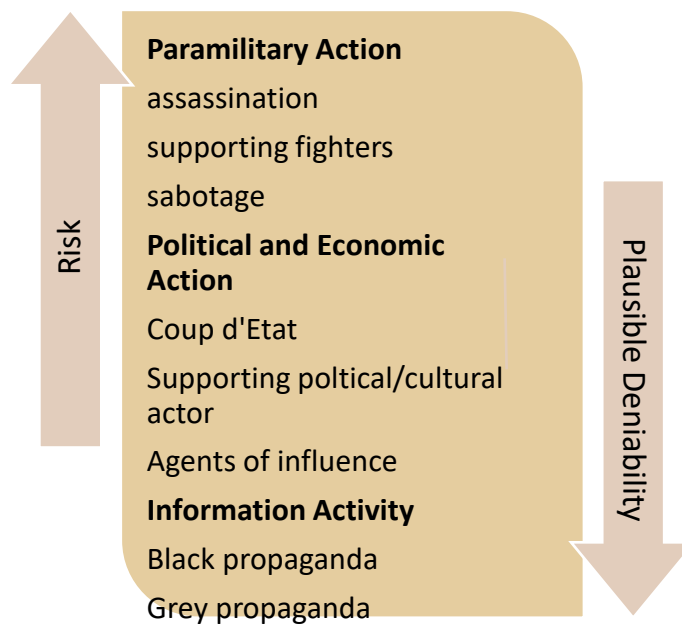 Paramilitary Action
assassination
supporting fighters
sabotage
Political and Economic
Action
Coup d'Etat
Supporting poltical/cultural
actor
Agents of influence
Information Activity
Black propaganda
Grey propaganda
Risk
Plausible Deniability